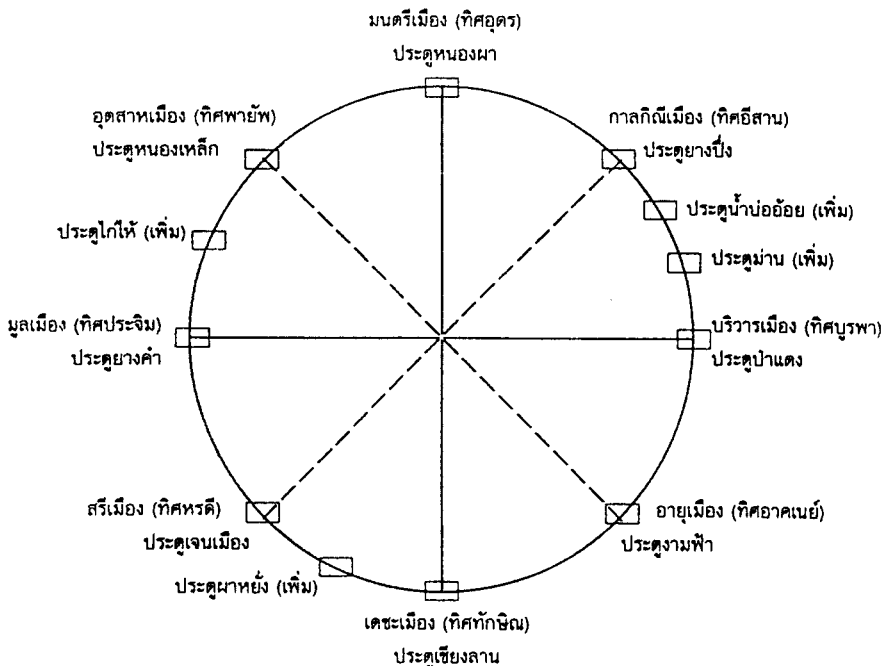 มนตรีเมือง (ทิศอุดร)
ประตูหนองผา
อุตสาหเมือง (ทิศพายัพ)
ประตูหนองเหล็ก
กาลกิณีเมือง (ทิศอีสาน)
ประตูยางปึ๋ง
ประตูน้ำบ่ออ้อย (เพิ่ม)
ประตูไก่ไห้ (เพิ่ม)
ประตูม่าน (เพิ่ม)
มูลเมือง (ทิศประจิม)
ประตูยางคำ
บริวารเมือง (ทิศบูรพา)
ประตูป่าแดง
สรีเมือง (ทิศหรดี)
ประตูเจนเมือง
อายุเมือง (ทิศอาคเนย์)
ประตูงามฟ้า
ประตูผาหยั่ง (เพิ่ม)
เดชะเมือง (ทิศทักษิณ)
ประตูเชียงลาน